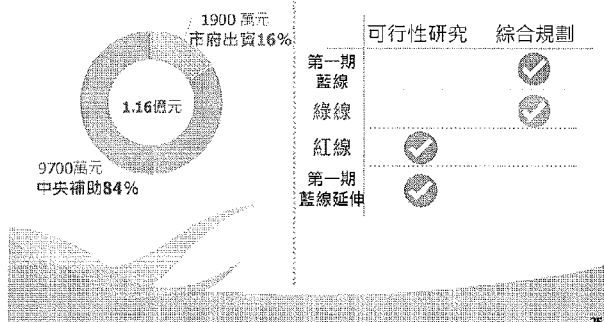 1900 萬元
市府出資16%
1.16億元
9700萬元
中央補助84%
可行性研究 綜合規劃
第一期
藍線
綠線
紅線
第一期
藍線延伸